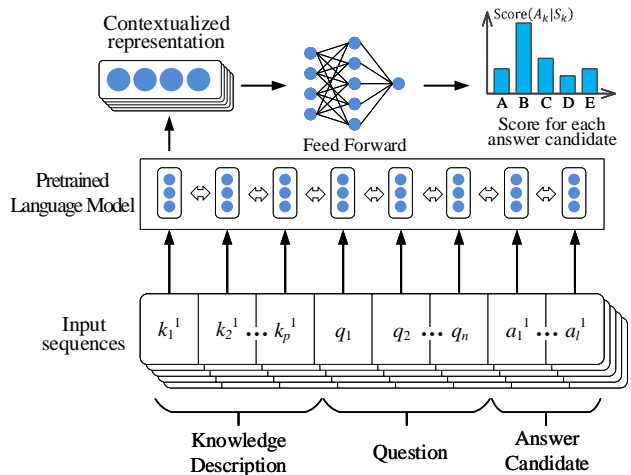 Contextualized
representation
Score(A_k|S_k)
A B C D E
Feed Forward
Score for each
answer candidate
Pretrained
Language Model
Input
sequences
k_1^1 k_2^1 ... k_p^1 q_1 q_2 ... q_n a_1^1 ... a_l^1
Knowledge
Description
Question
Answer
Candidate